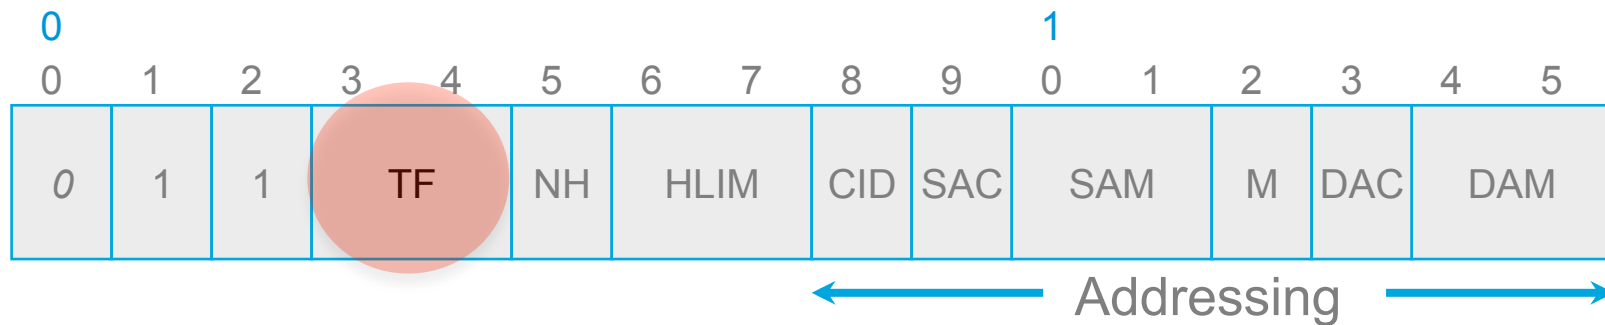 0 1
0 1 2 3 4 5 6 7 8 9 0 1 2 3 4 5
0 1 1 TF NH HLIM CID SAC SAM M DAC DAM
Addressing